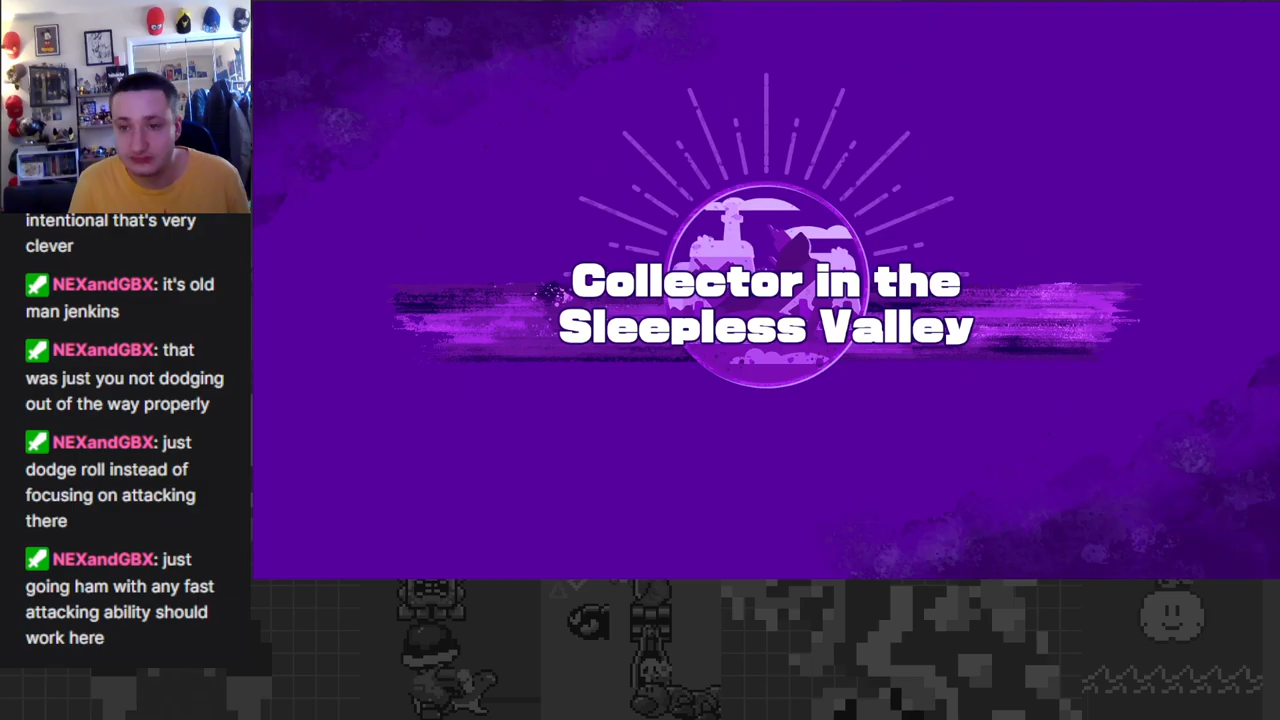 intentional that's very
clever
NEXandGBX: it's old
man jenkins
NEXandGBX: that
was just you not dodging
out of the way properly
NEXandGBX: just
dodge roll instead of
focusing on attacking
there
NEXandGBX: just
going ham with any fast
attacking ability should
work here
Collector in the
Sleepless Valley